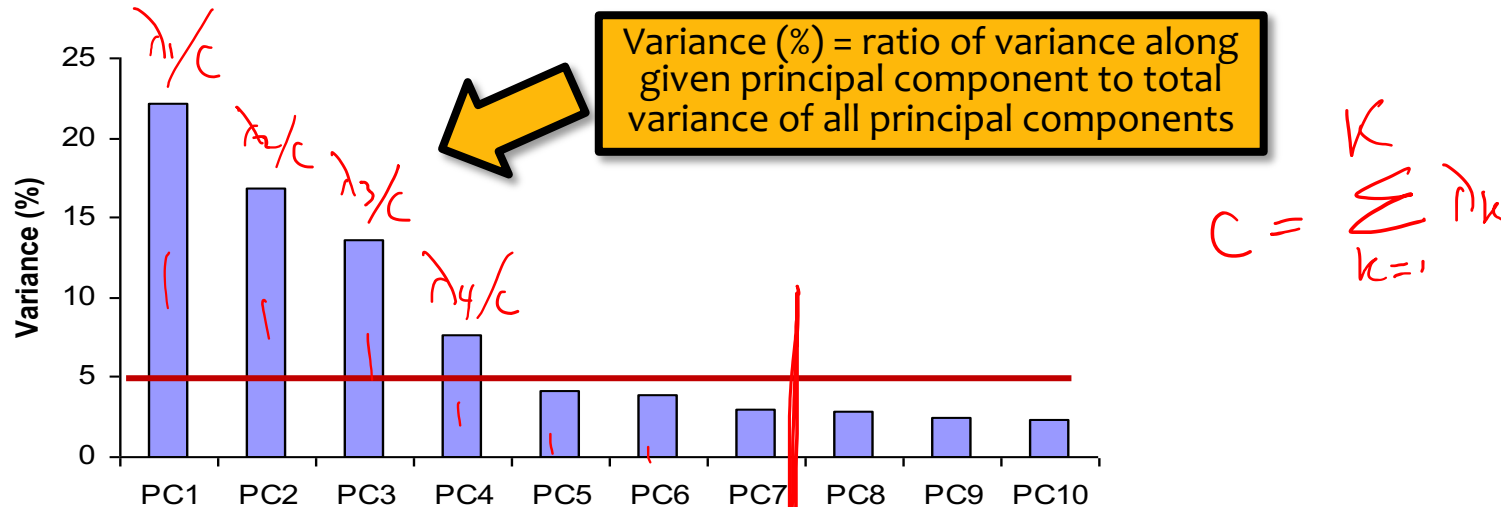 λ1/C
λ2/C
λ3/C
λ4/C
Variance (%) = ratio of variance along
given principal component to total
variance of all principal components
K
C = Σ λk
k=1
Variance (%)
25
20
15
10
5
0
PC1 PC2 PC3 PC4 PC5 PC6 PC7 PC8 PC9 PC10